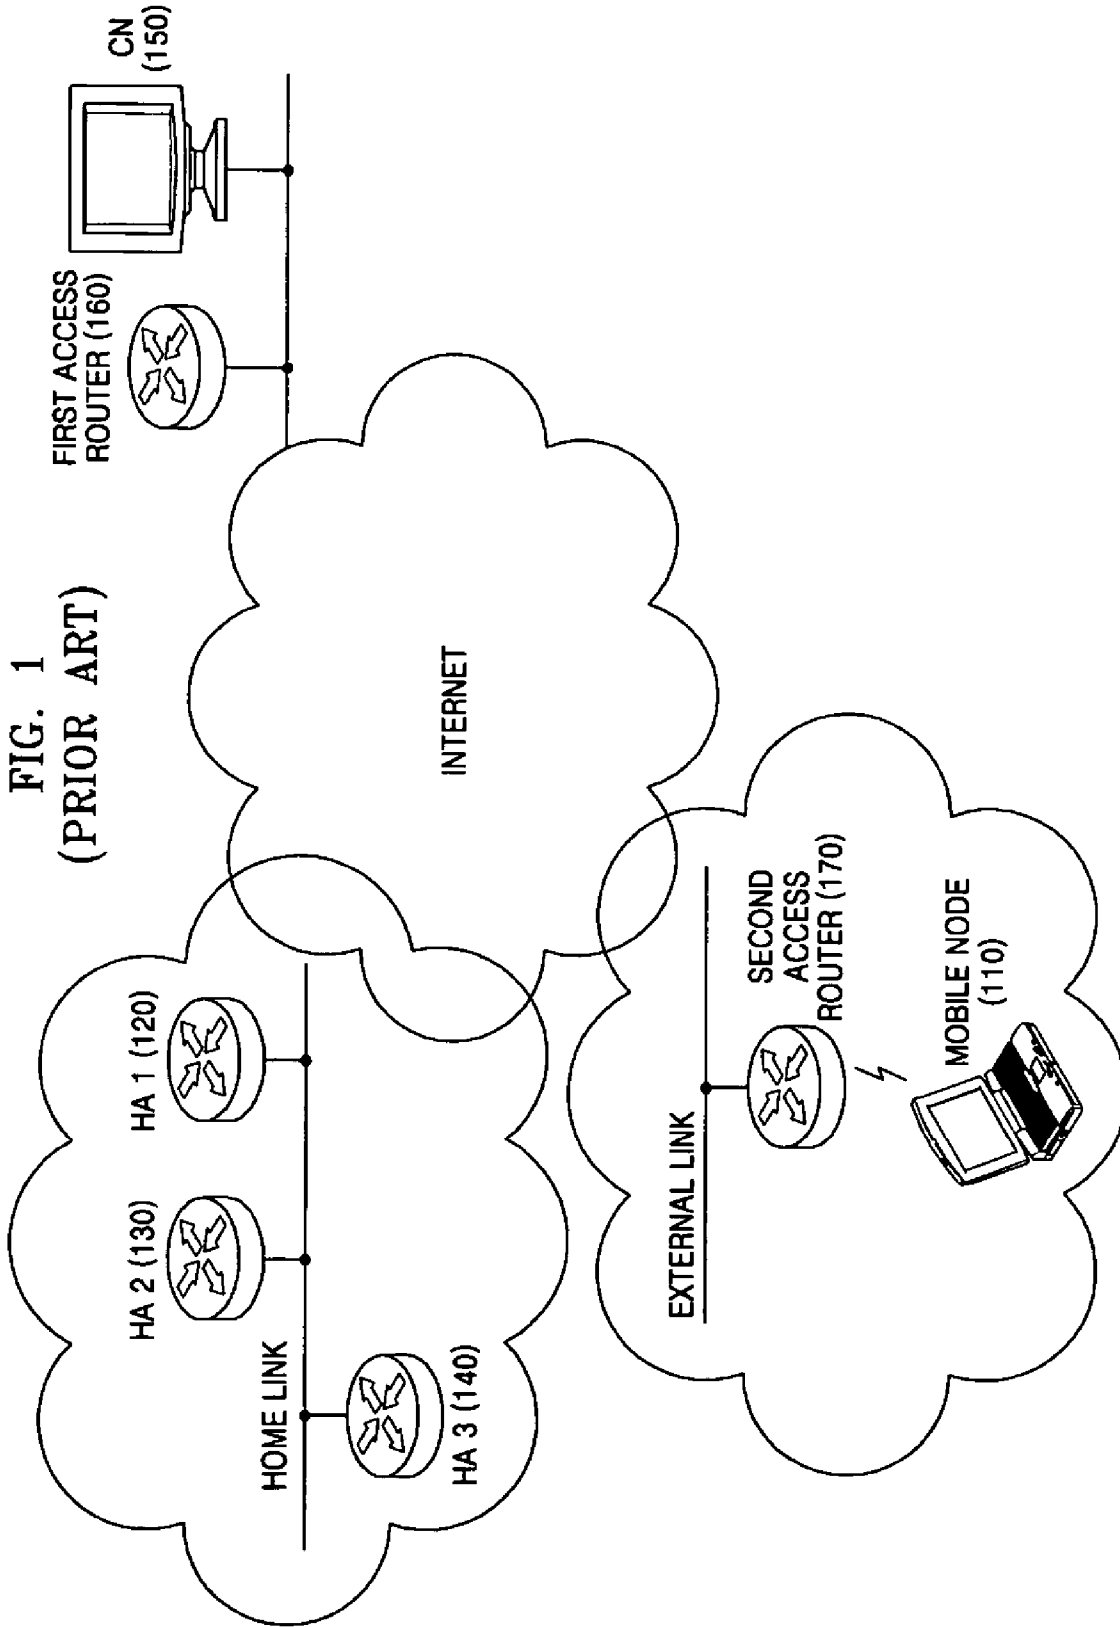 FIG. 1
(PRIOR ART)
HA 2 (130)
HA 1 (120)
HOME LINK
HA 3 (140)
INTERNET
FIRST ACCESS
ROUTER (160)
CN
(150)
EXTERNAL LINK
SECOND
ACCESS
ROUTER (170)
MOBILE NODE
(110)